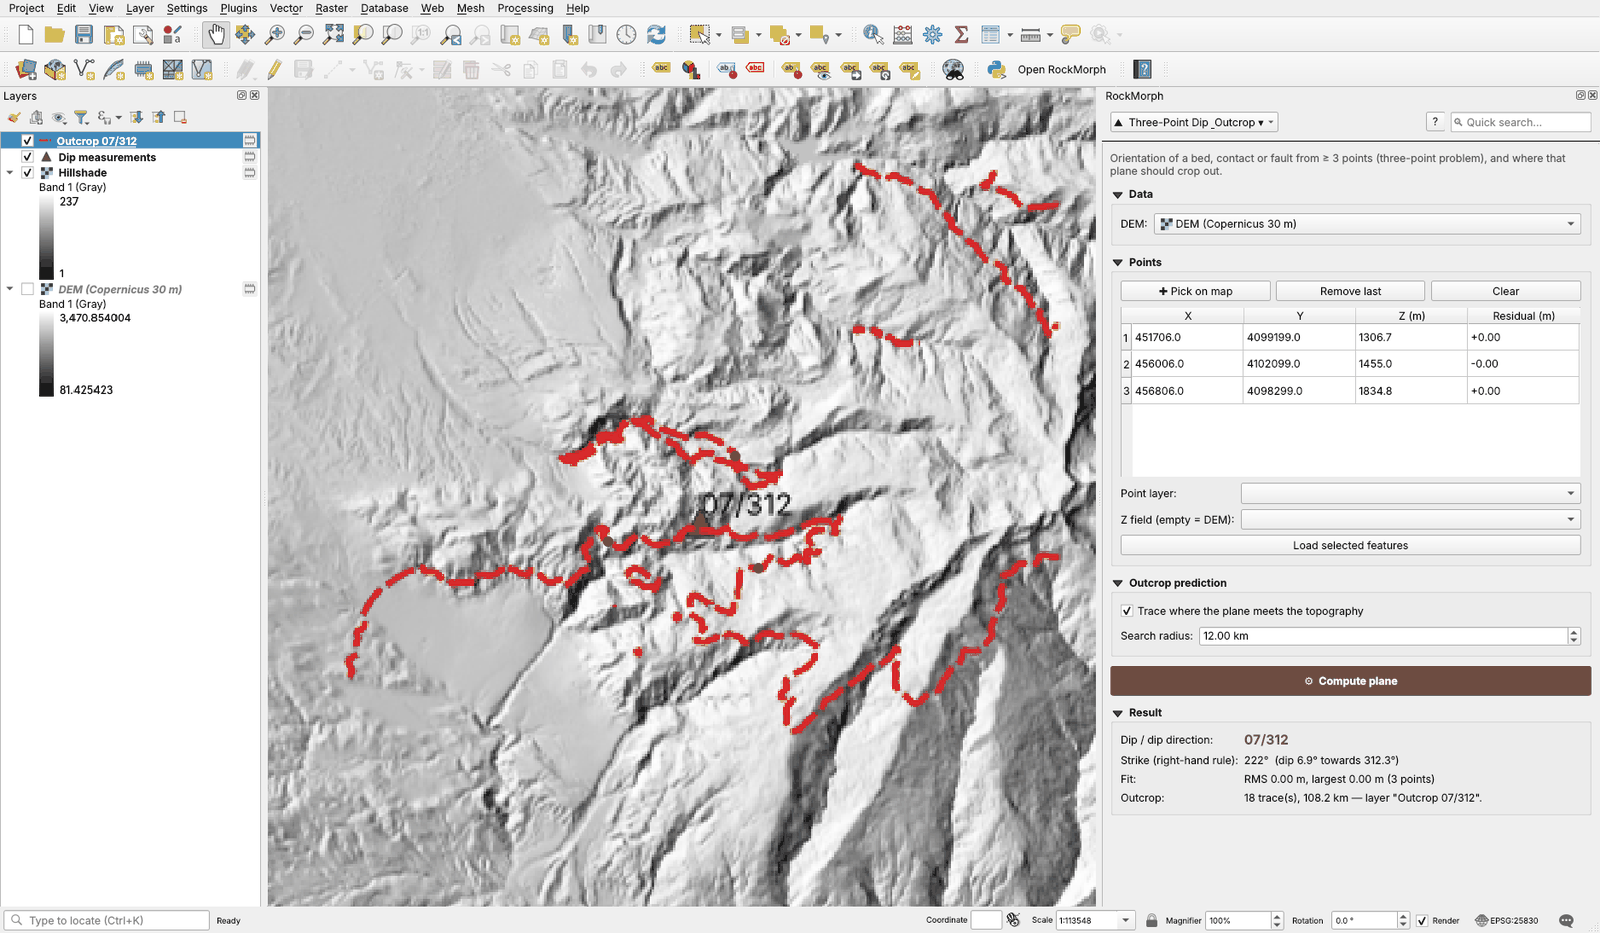 Project Edit View Layer Settings Plugins Vector Raster Database Web Mesh Processing Help
Open RockMorph
Layers
Outcrop 07/312
Dip measurements
Hillshade
Band 1 (Gray)
237
1
DEM (Copernicus 30 m)
Band 1 (Gray)
3,470.854004
81.425423
07/312
RockMorph
Three-Point Dip _Outcrop
? Quick search...
Orientation of a bed, contact or fault from ≥ 3 points (three-point problem), and where that
plane should crop out.
Data
DEM: DEM (Copernicus 30 m)
Points
+ Pick on map Remove last Clear
X Y Z (m) Residual (m)
1 451706.0 4099199.0 1306.7 +0.00
2 456006.0 4102099.0 1455.0 -0.00
3 456806.0 4098299.0 1834.8 +0.00
Point layer:
Z field (empty = DEM):
Load selected features
Outcrop prediction
Trace where the plane meets the topography
Search radius: 12.00 km
Compute plane
Result
Dip / dip direction: 07/312
Strike (right-hand rule): 222° (dip 6.9° towards 312.3°)
Fit: RMS 0.00 m, largest 0.00 m (3 points)
Outcrop: 18 trace(s), 108.2 km — layer "Outcrop 07/312".
Type to locate (Ctrl+K) Ready Coordinate Scale 1:113548 Magnifier 100% Rotation 0.0 ° Render EPSG:25830